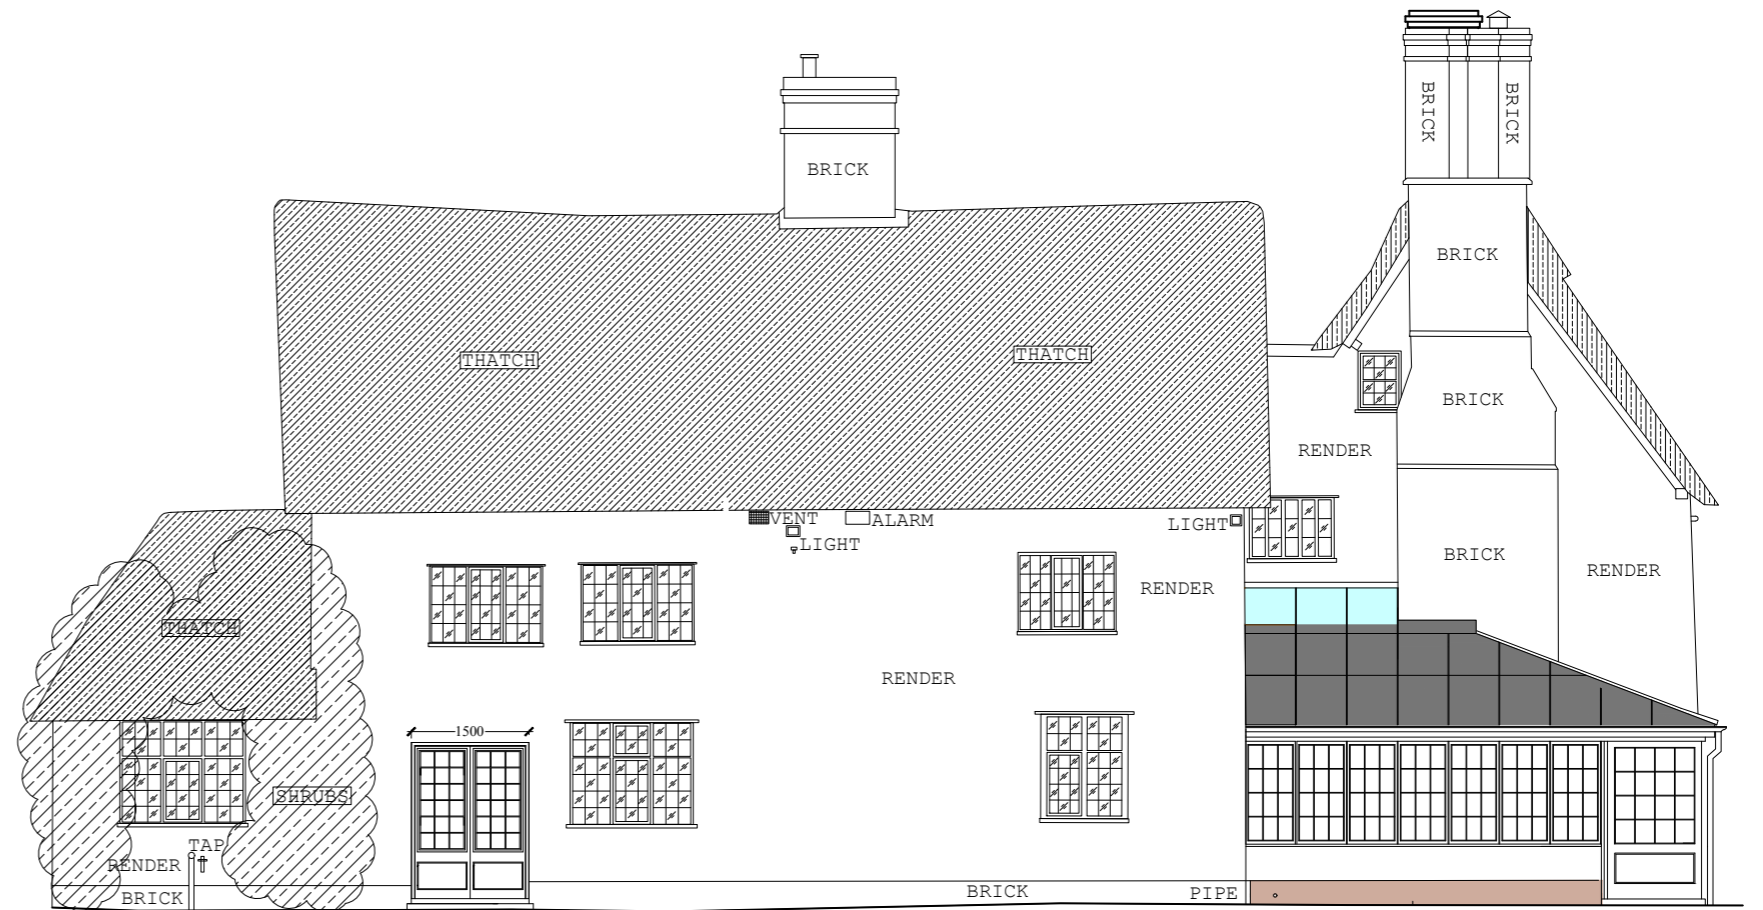 BRICK
BRICK
BRICK
BRICK
THATCH
THATCH
BRICK
RENDER
VENT
ALARM
LIGHT
LIGHT
BRICK
RENDER
RENDER
THATCH
RENDER
1500
SHRUBS
TAP
RENDER
BRICK
BRICK
PIPE